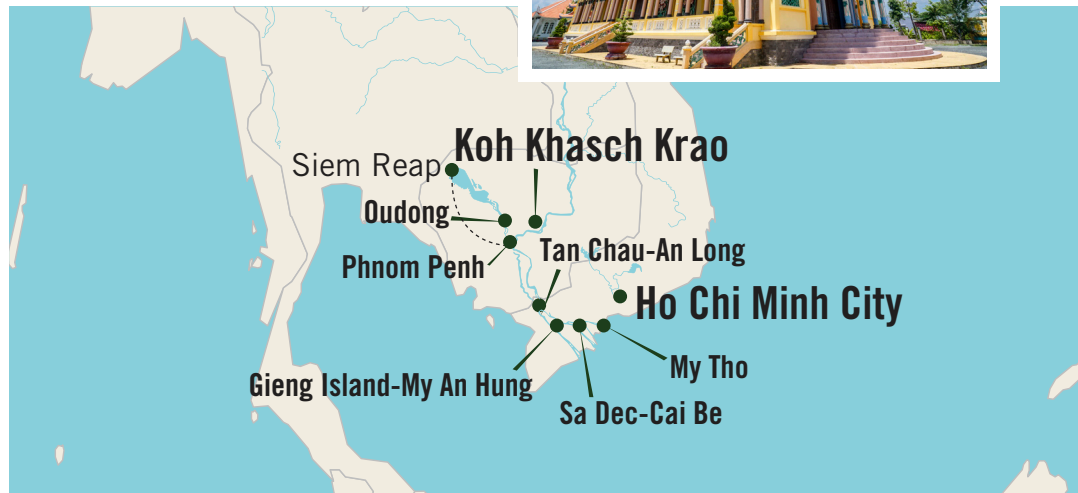 Koh Khasch Krao
Siem Reap
Oudong
Tan Chau-An Long
Phnom Penh
Ho Chi Minh City
My Tho
Gieng Island-My An Hung
Sa Dec-Cai Be